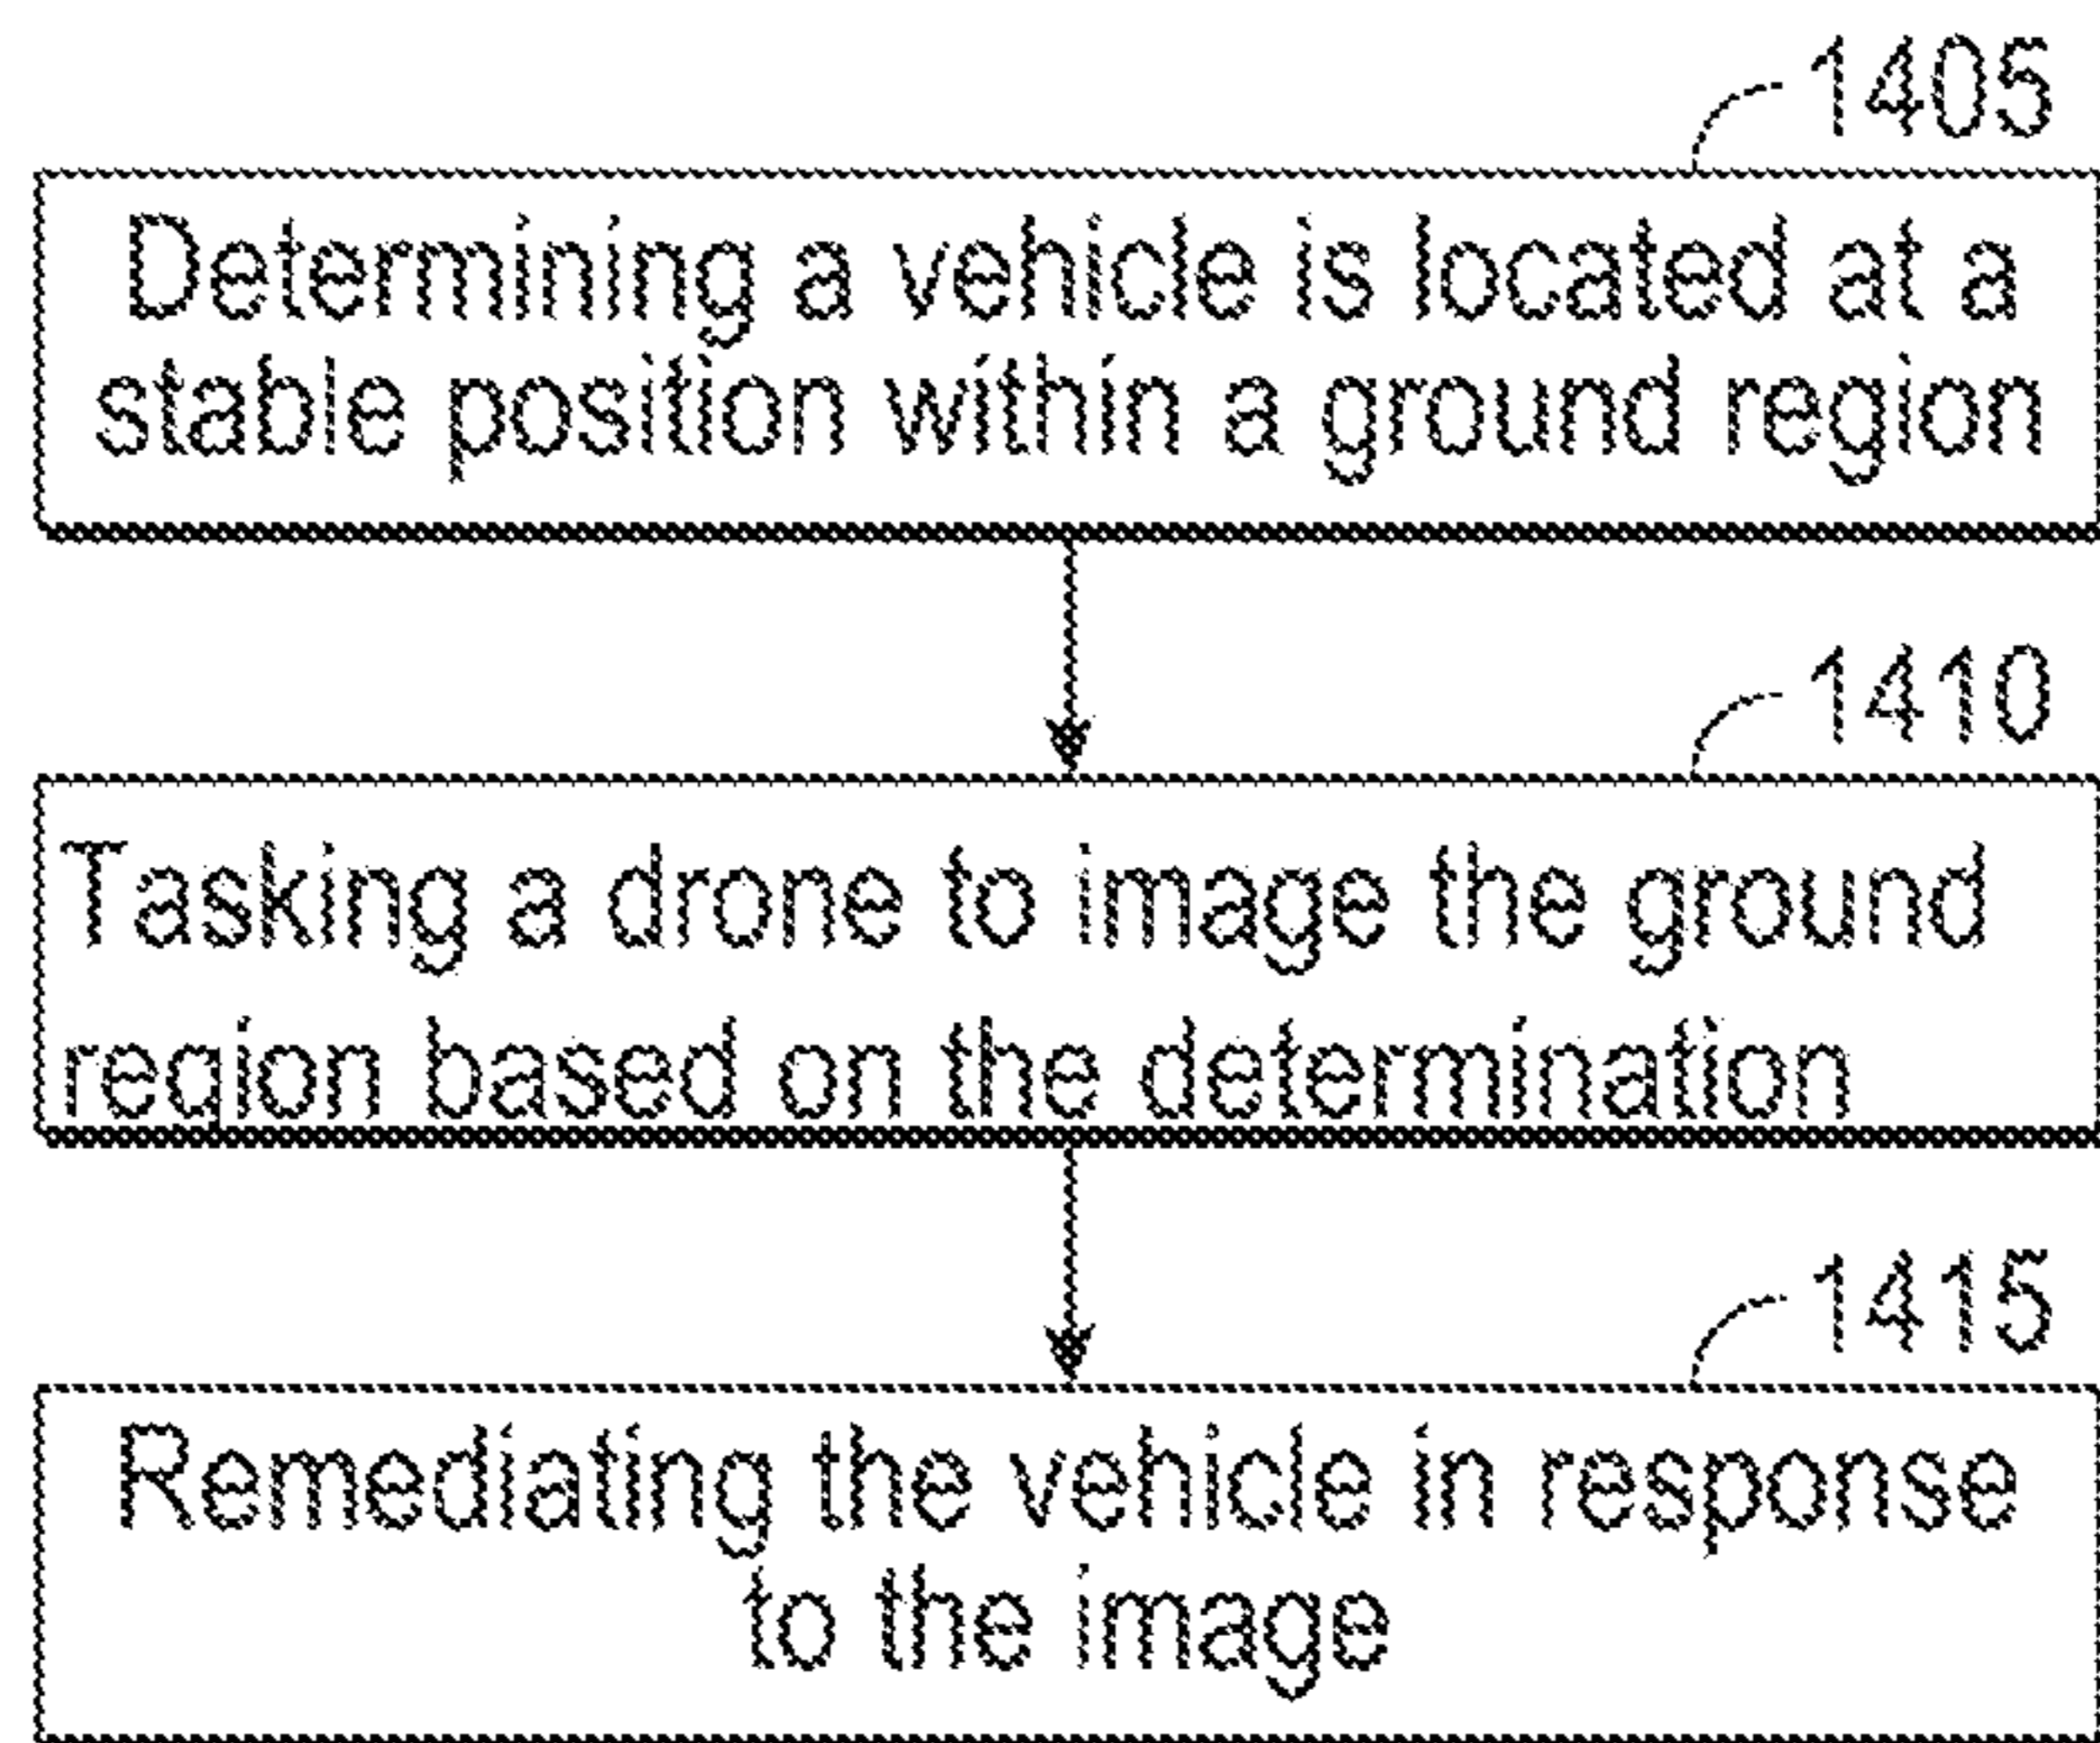 1405
Determining a vehicle is located at a
stable position within a ground region
1410
Tasking a drone to image the ground
region based on the determination
1415
Remediating the vehicle in response
to the image